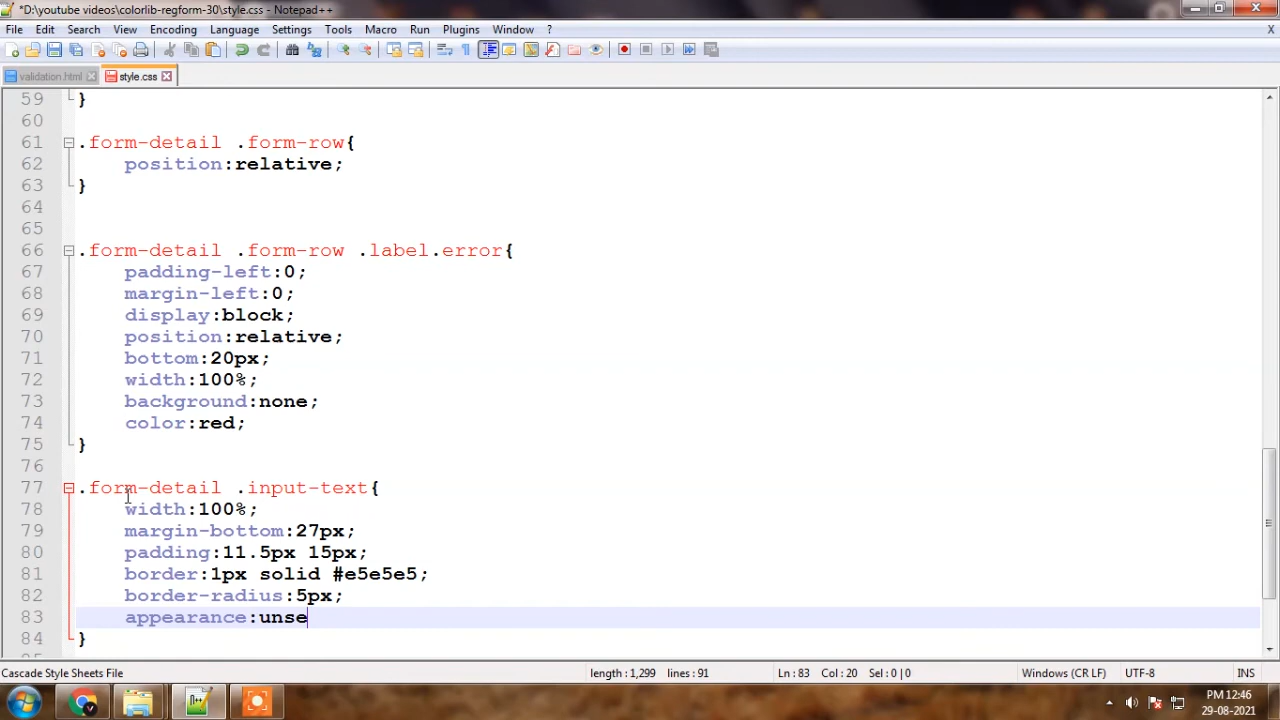 *D:\youtube videos\colorlib-regform-30\style.css - Notepad++
File Edit Search View Encoding Language Settings Tools Macro Run Plugins Window ? X
validation.html style.css
59 }
60
61 .form-detail .form-row{
62 position:relative;
63 }
64
65
66 .form-detail .form-row .label.error{
67 padding-left:0;
68 margin-left:0;
69 display:block;
70 position:relative;
71 bottom:20px;
72 width:100%;
73 background:none;
74 color:red;
75 }
76
77 .form-detail .input-text{
78 width:100%;
79 margin-bottom:27px;
80 padding:11.5px 15px;
81 border:1px solid #e5e5e5;
82 border-radius:5px;
83 appearance:unse
84 }
Cascade Style Sheets File length : 1,299 lines : 91 Ln : 83 Col : 20 Sel : 0 | 0 Windows (CR LF) UTF-8 INS
PM 12:46
29-08-2021